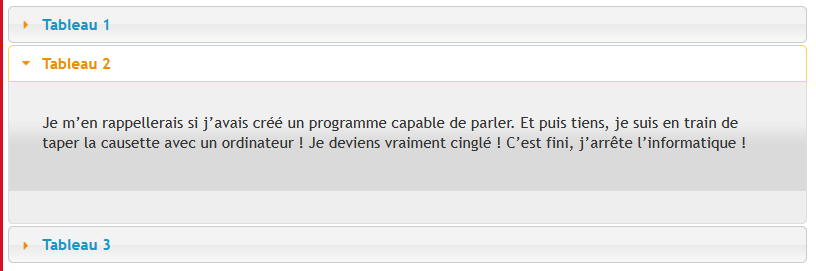 Tableau 1
Tableau 2
Je m’en rappellerais si j’avais créé un programme capable de parler. Et puis tiens, je suis en train de
taper la causette avec un ordinateur ! Je deviens vraiment cinglé ! C’est fini, j’arrête l’informatique !
Tableau 3